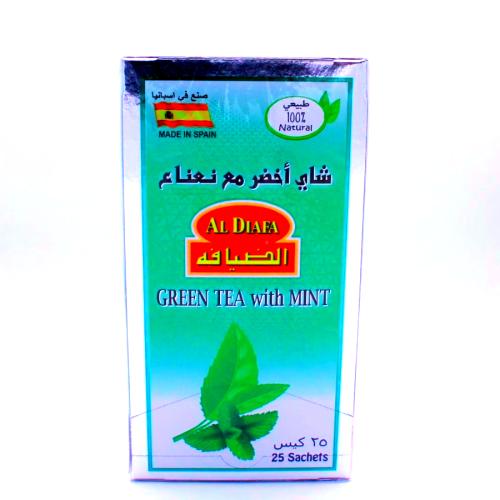 صنع في اسبانيا
MADE IN SPAIN
طبيعي
100%
Natural
شاي أخضر مع نعناع
AL DIAFA
الضيافه
GREEN TEA with MINT
٢٥ كيس
25 Sachets